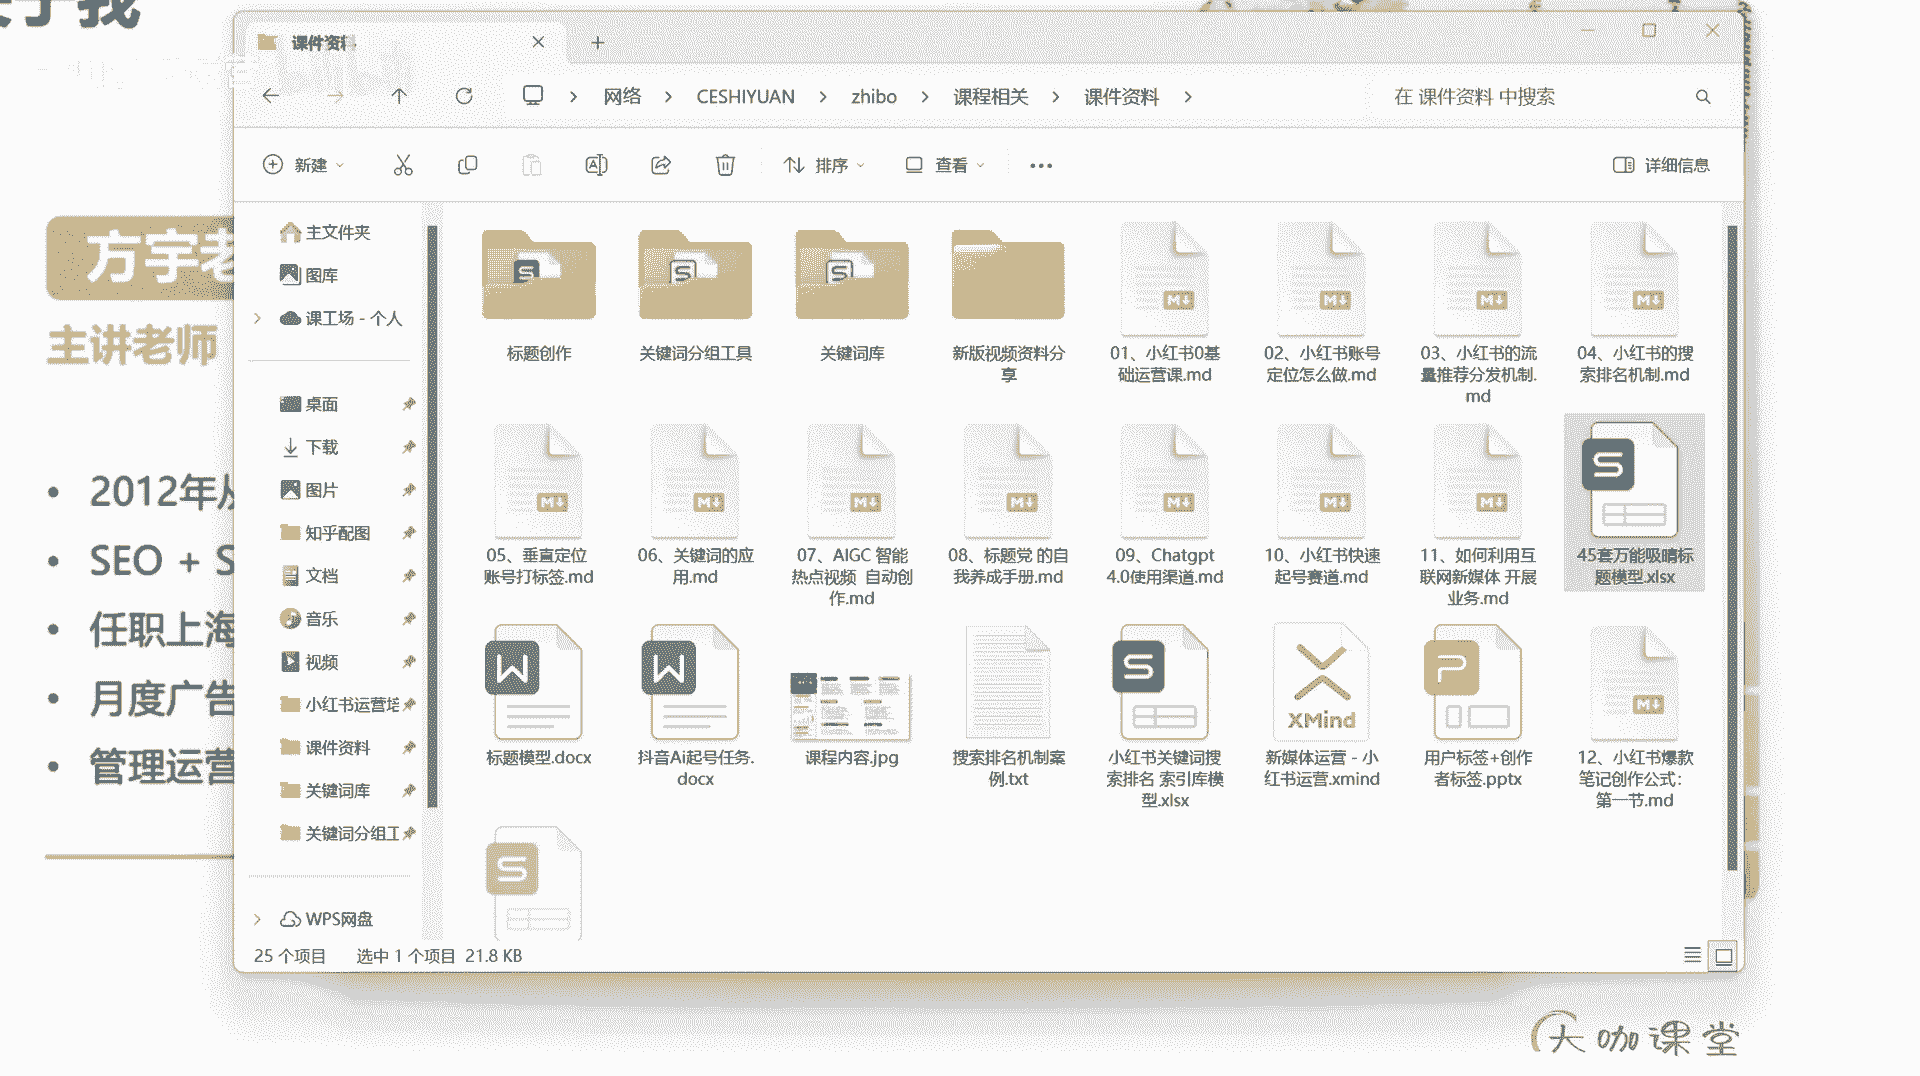 课件资料
网络 > CESHIYUAN > zhibo > 课程相关 > 课件资料 >
在 课件资料 中搜索
新建
排序
查看
详细信息
方宇老
主讲老师
2012年从
SEO + S
任职上海
月度广告
管理运营
主文件夹
图库
课工场 - 个人
桌面
下载
图片
知乎配图
文档
音乐
视频
小红书运营培
课件资料
关键词库
关键词分组工
WPS网盘
标题创作
关键词分组工具
关键词库
新版视频资料分
享
01、小红书0基
础运营课.md
02、小红书账号
定位怎么做.md
03、小红书的流
量推荐分发机制.
md
04、小红书的搜
索排名机制.md
05、垂直定位
账号打标签.md
06、关键词的应
用.md
07、AIGC 智能
热点视频 自动创
作.md
08、标题党 的自
我养成手册.md
09、Chatgpt
4.0使用渠道.md
10、小红书快速
起号赛道.md
11、如何利用互
联网新媒体 开展
业务.md
45套万能吸睛标
题模型.xlsx
标题模型.docx
抖音Ai起号任务.
docx
课程内容.jpg
搜索排名机制案
例.txt
小红书关键词搜
索排名 索引库模
型.xlsx
XMind
新媒体运营 - 小
红书运营.xmind
用户标签+创作
者标签.pptx
12、小红书爆款
笔记创作公式：
第一节.md
25 个项目
选中 1 个项目 21.8 KB
大咖课堂